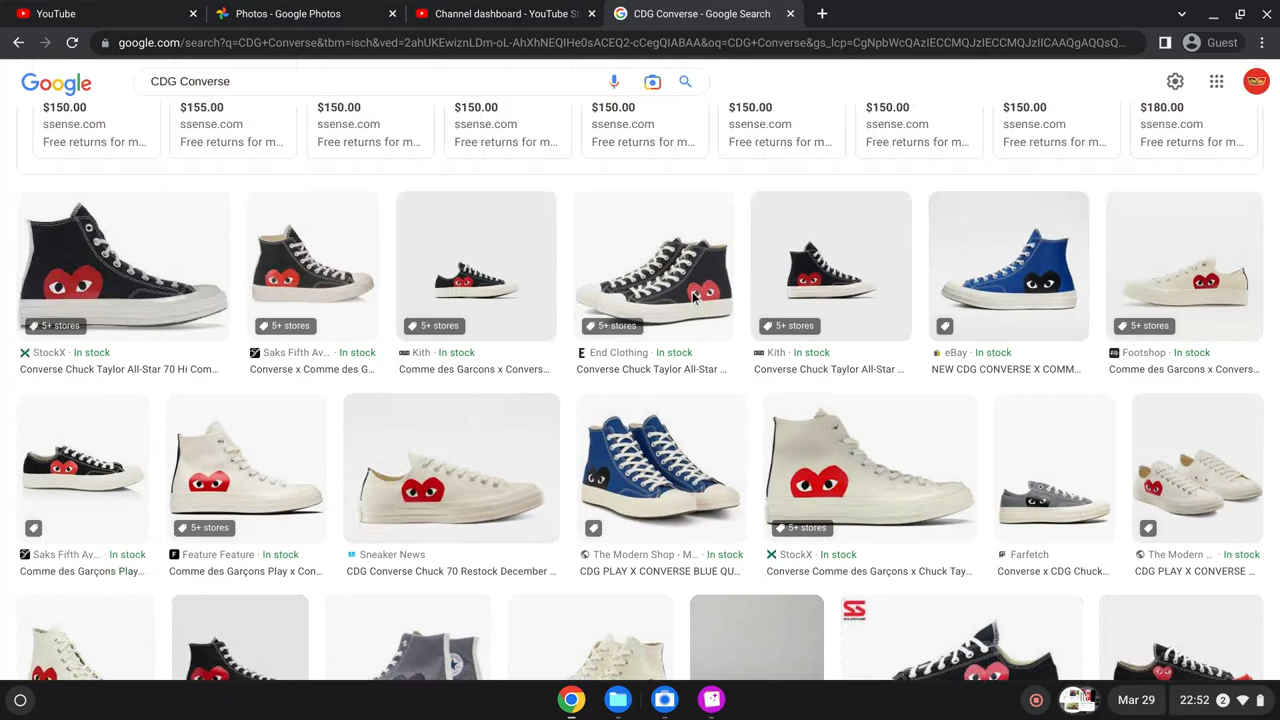 YouTube
Photos - Google Photos
Channel dashboard - YouTube St
CDG Converse - Google Search
google.com/search?q=CDG+Converse&tbm=isch&ved=2ahUKEwiznLDm-oL-AhXhNEQIHe0sACEQ2-cCegQIABAA&oq=CDG+Converse&gs_lcp=CgNpbWcQAzIECCMQJzIECCMQJzIICAAQgAQQsQ...
Guest
Google
CDG Converse
$150.00 $155.00 $150.00 $150.00 $150.00 $150.00 $150.00 $150.00 $180.00
ssense.com ssense.com ssense.com ssense.com ssense.com ssense.com ssense.com ssense.com ssense.com
Free returns for m... Free returns for m... Free returns for m... Free returns for m... Free returns for m... Free returns for m... Free returns for m... Free returns for m... Free returns for m...
5+ stores 5+ stores 5+ stores 5+ stores 5+ stores 5+ stores
StockX · In stock Saks Fifth Av... · In stock Kith · In stock End Clothing · In stock Kith · In stock eBay · In stock Footshop · In stock
Converse Chuck Taylor All-Star 70 Hi Com... Converse x Comme des G... Comme des Garcons x Convers... Converse Chuck Taylor All-Star ... Converse Chuck Taylor All-Star ... NEW CDG CONVERSE X COMM... Comme des Garcons x Convers...
5+ stores 5+ stores
Saks Fifth Av... · In stock Feature Feature · In stock Sneaker News The Modern Shop - M... · In stock StockX · In stock Farfetch The Modern ... · In stock
Comme des Garçons Play... Comme des Garçons Play x Con... CDG Converse Chuck 70 Restock December ... CDG PLAY X CONVERSE BLUE QU... Converse Comme des Garçons x Chuck Tay... Converse x CDG Chuck... CDG PLAY X CONVERSE ...
SS
Mar 29 22:52 2